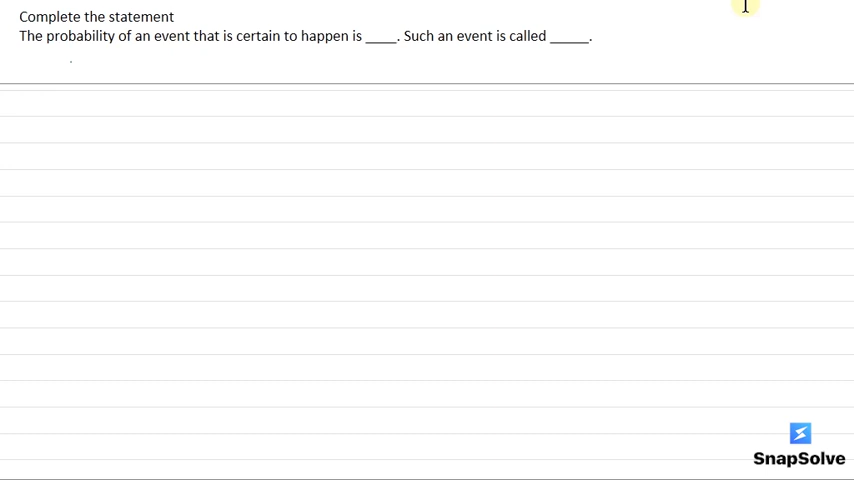 Complete the statement
The probability of an event that is certain to happen is ____. Such an event is called _____.
SnapSolve